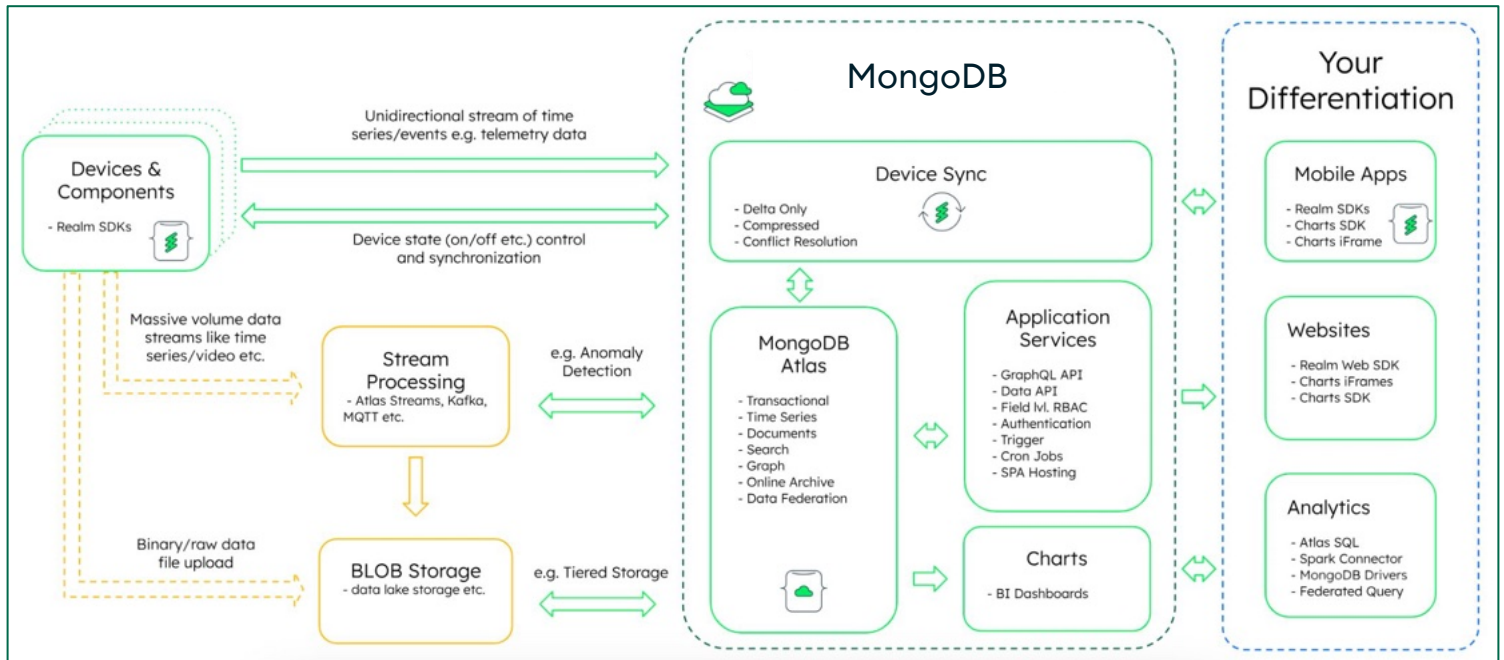 MongoDB
Your
Differentiation
Unidirectional stream of time
series/events e.g. telemetry data
Devices &
Components
- Realm SDKs
Device state (on/off etc.) control
and synchronization
Device Sync
- Delta Only
- Compressed
- Conflict Resolution
Mobile Apps
- Realm SDKs
- Charts SDK
- Charts iFrame
Massive volume data
streams like time
series/video etc.
Stream
Processing
- Atlas Streams, Kafka,
MQTT etc.
e.g. Anomaly
Detection
MongoDB
Atlas
- Transactional
- Time Series
- Documents
- Search
- Graph
- Online Archive
- Data Federation
Application
Services
- GraphQL API
- Data API
- Field lvl. RBAC
- Authentication
- Trigger
- Cron Jobs
- SPA Hosting
Websites
- Realm Web SDK
- Charts iFrames
- Charts SDK
Binary/raw data
file upload
BLOB Storage
- data lake storage etc.
e.g. Tiered Storage
Charts
- BI Dashboards
Analytics
- Atlas SQL
- Spark Connector
- MongoDB Drivers
- Federated Query